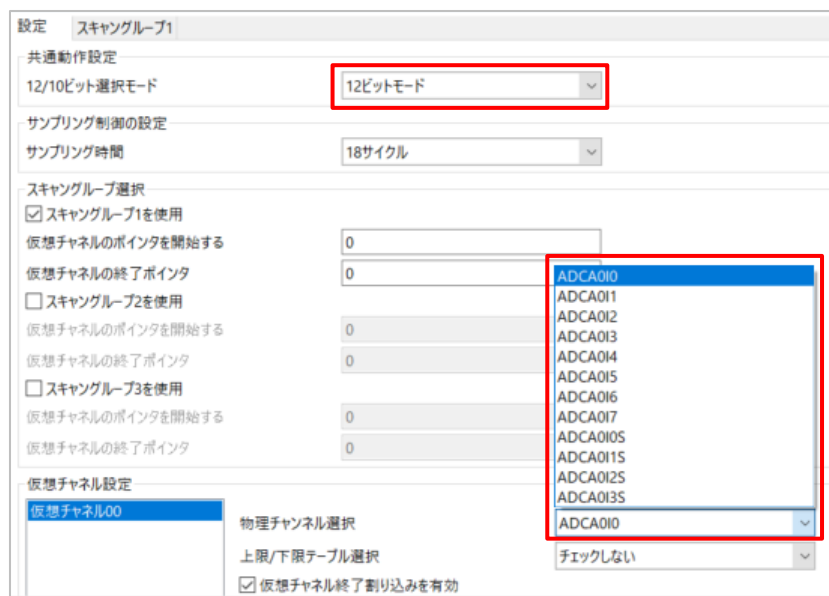 設定 スキャングループ1
共通動作設定
12/10ビット選択モード 12ビットモード
サンプリング制御の設定
サンプリング時間 18サイクル
スキャングループ選択
スキャングループ1を使用
仮想チャネルのポインタを開始する 0
仮想チャネルの終了ポインタ 0
スキャングループ2を使用
仮想チャネルのポインタを開始する 0
仮想チャネルの終了ポインタ 0
スキャングループ3を使用
仮想チャネルのポインタを開始する 0
仮想チャネルの終了ポインタ 0
ADCA0I0
ADCA0I1
ADCA0I2
ADCA0I3
ADCA0I4
ADCA0I5
ADCA0I6
ADCA0I7
ADCA0I0S
ADCA0I1S
ADCA0I2S
ADCA0I3S
仮想チャネル設定
仮想チャネル00
物理チャンネル選択 ADCA0I0
上限/下限テーブル選択 チェックしない
仮想チャネル終了割り込みを有効